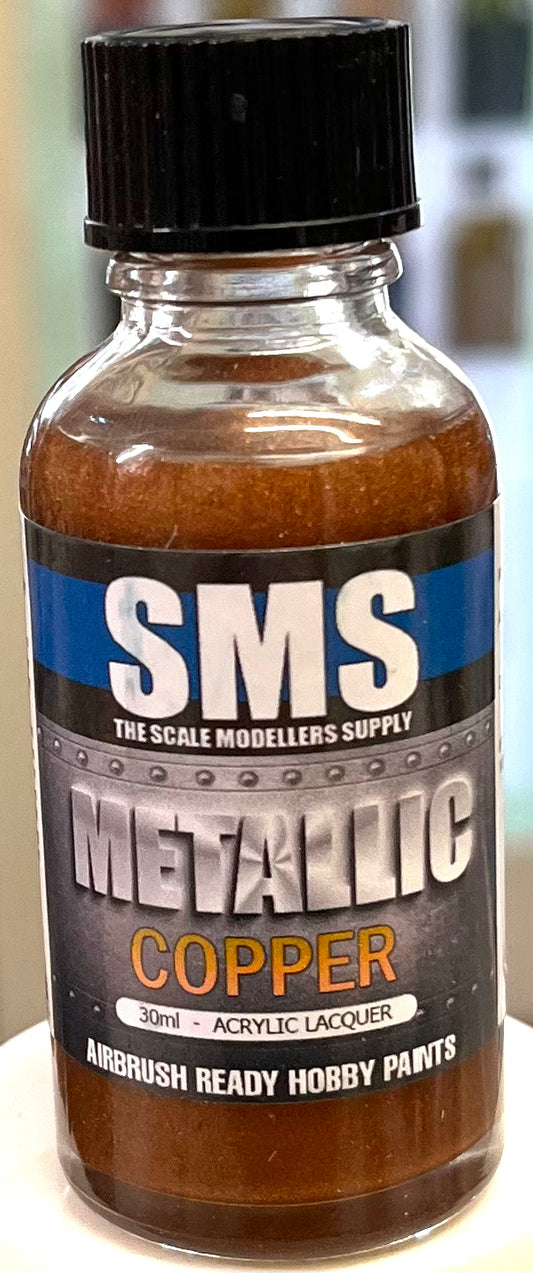 SMS
THE SCALE MODELLERS SUPPLY
METALLIC
COPPER
30ml - ACRYLIC LACQUER
AIRBRUSH READY HOBBY PAINTS